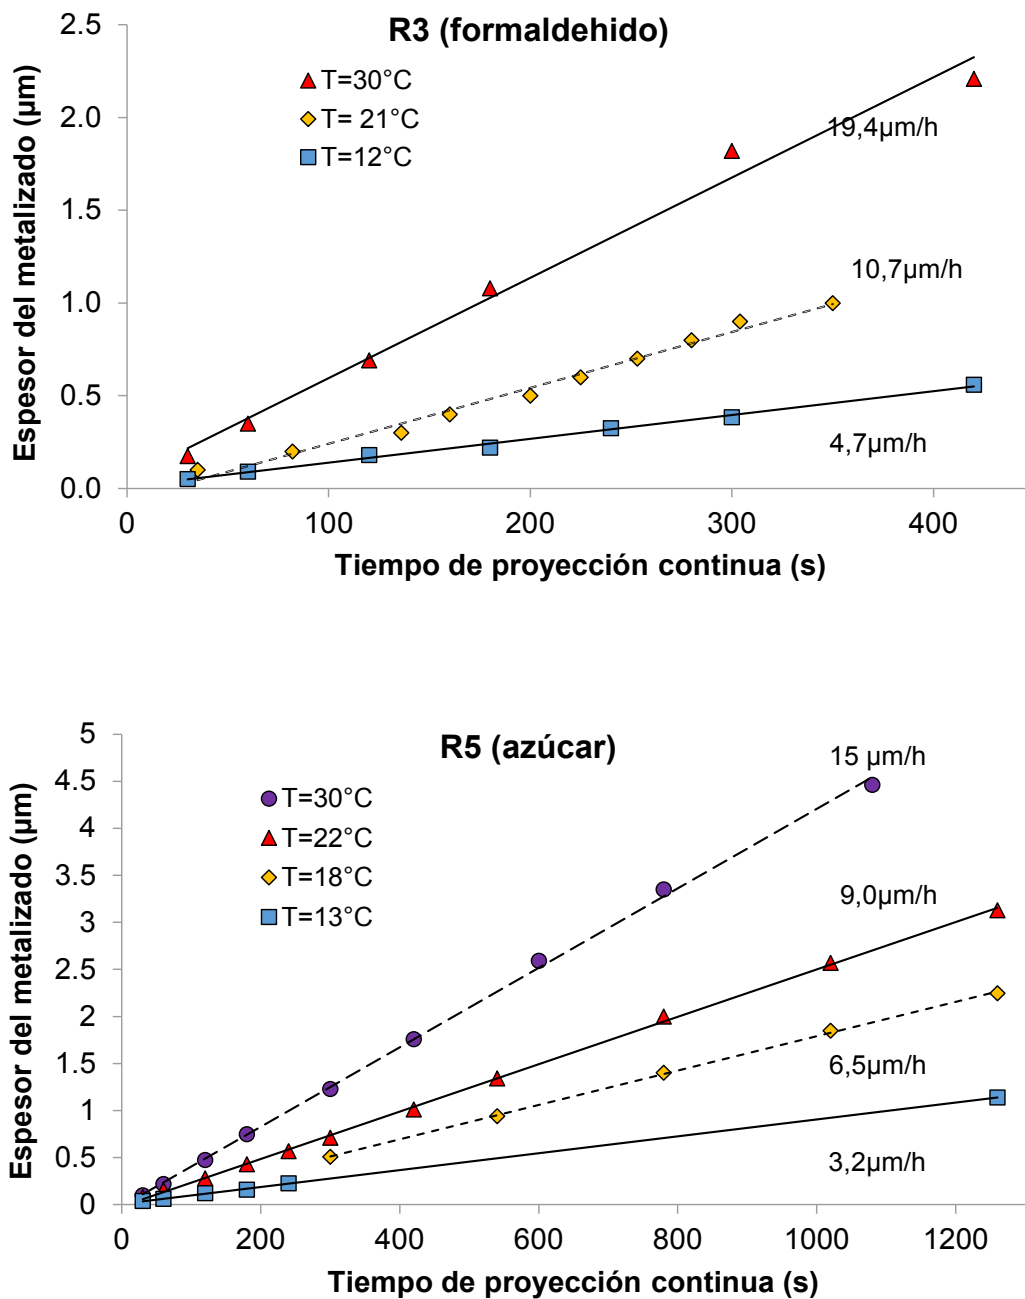 R3 (formaldehido)
Espesor del metalizado (µm)
2.5
2.0
1.5
1.0
0.5
0.0
T=30°C
T= 21°C
T=12°C
19,4µm/h
10,7µm/h
4,7µm/h
0 100 200 300 400
Tiempo de proyección continua (s)
R5 (azúcar)
Espesor del metalizado (µm)
5
4.5
4
3.5
3
2.5
2
1.5
1
0.5
0
T=30°C
T=22°C
T=18°C
T=13°C
15 µm/h
9,0µm/h
6,5µm/h
3,2µm/h
0 200 400 600 800 1000 1200
Tiempo de proyección continua (s)